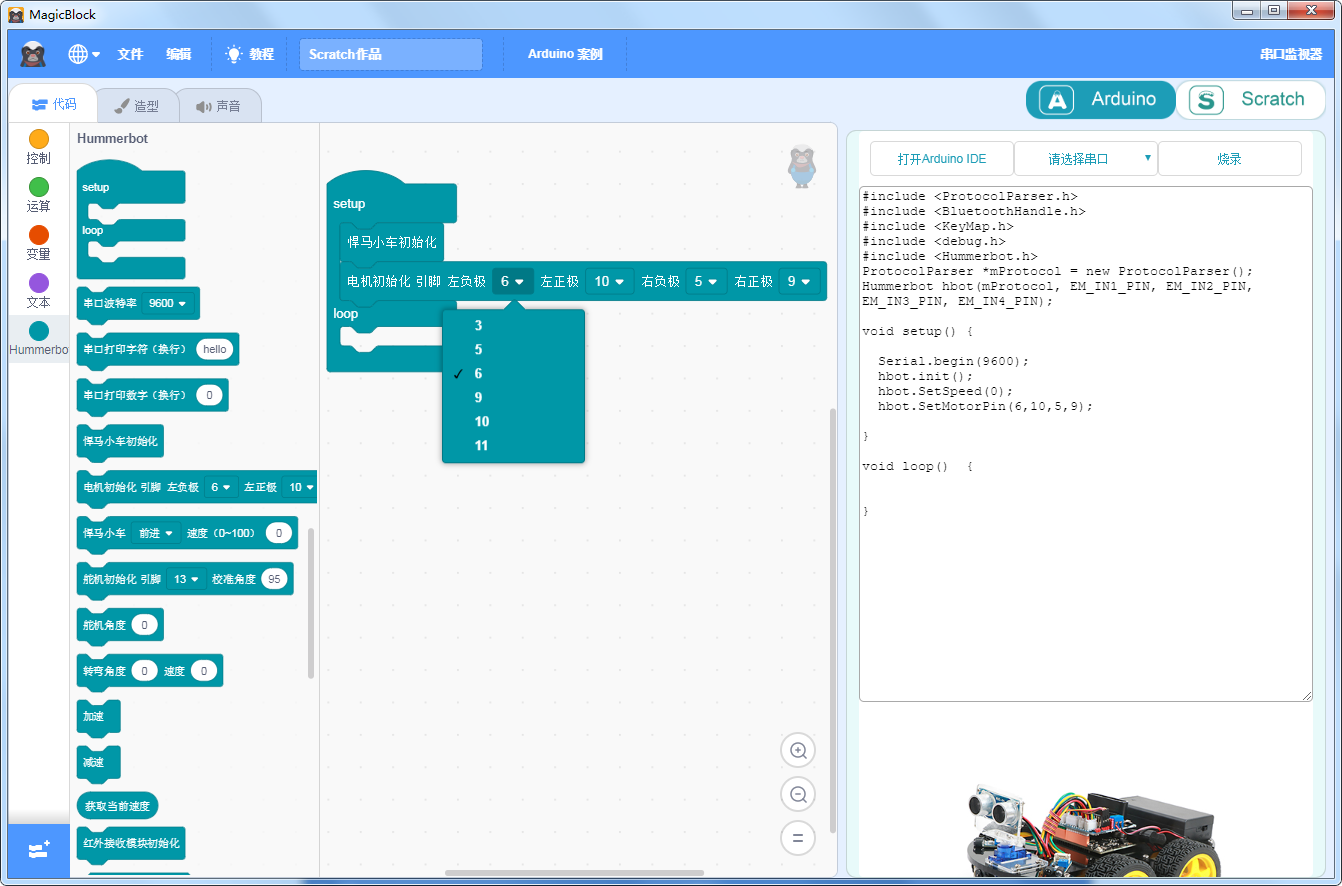 MagicBlock
文件 编辑 教程 Scratch作品 Arduino 案例 串口监视器
代码 造型 声音
Arduino Scratch
控制
运算
变量
文本
Hummerbot
Hummerbot
setup
loop
串口波特率 9600
串口打印字符（换行） hello
串口打印数字（换行） 0
悍马小车初始化
电机初始化 引脚 左负极 6 左正极 10
悍马小车 前进 速度（0~100） 0
舵机初始化 引脚 13 校准角度 95
舵机角度 0
转弯角度 0 速度 0
加速
减速
获取当前速度
红外接收模块初始化
setup
悍马小车初始化
电机初始化 引脚 左负极 6 左正极 10 右负极 5 右正极 9
loop
3
5
✓ 6
9
10
11
打开Arduino IDE 请选择串口 烧录
#include <ProtocolParser.h>
#include <BluetoothHandle.h>
#include <KeyMap.h>
#include <debug.h>
#include <Hummerbot.h>
ProtocolParser *mProtocol = new ProtocolParser();
Hummerbot hbot(mProtocol, EM_IN1_PIN, EM_IN2_PIN,
EM_IN3_PIN, EM_IN4_PIN);
void setup() {
Serial.begin(9600);
hbot.init();
hbot.SetSpeed(0);
hbot.SetMotorPin(6,10,5,9);
}
void loop()  {
}